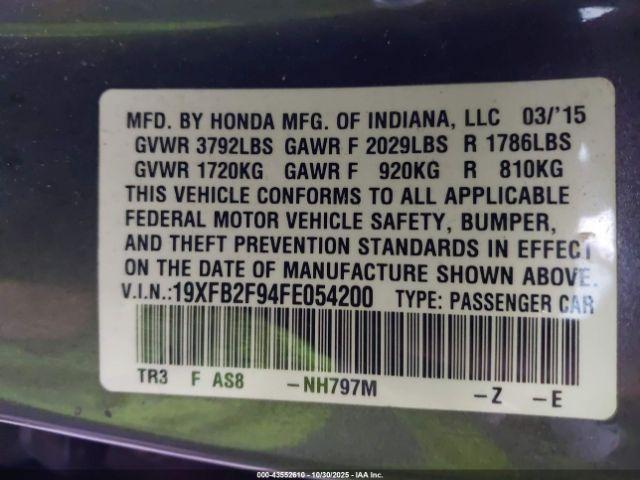 MFD. BY HONDA MFG. OF INDIANA, LLC 03/'15
GVWR 3792LBS GAWR F 2029LBS R 1786LBS
GVWR 1720KG GAWR F 920KG R 810KG
THIS VEHICLE CONFORMS TO ALL APPLICABLE
FEDERAL MOTOR VEHICLE SAFETY, BUMPER,
AND THEFT PREVENTION STANDARDS IN EFFECT
ON THE DATE OF MANUFACTURE SHOWN ABOVE.
V.I.N.:19XFB2F94FE054200 TYPE: PASSENGER CAR
TR3 F AS8 -NH797M -Z -E
000-43552610 - 10/30/2025 - IAA Inc.